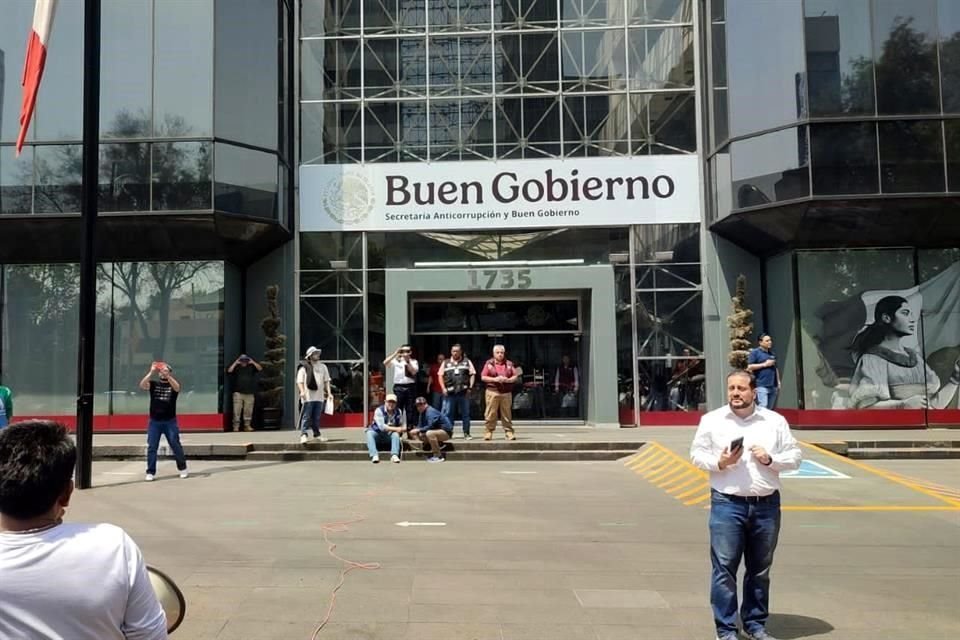 Buen Gobierno
Secretaría Anticorrupción y Buen Gobierno
1735